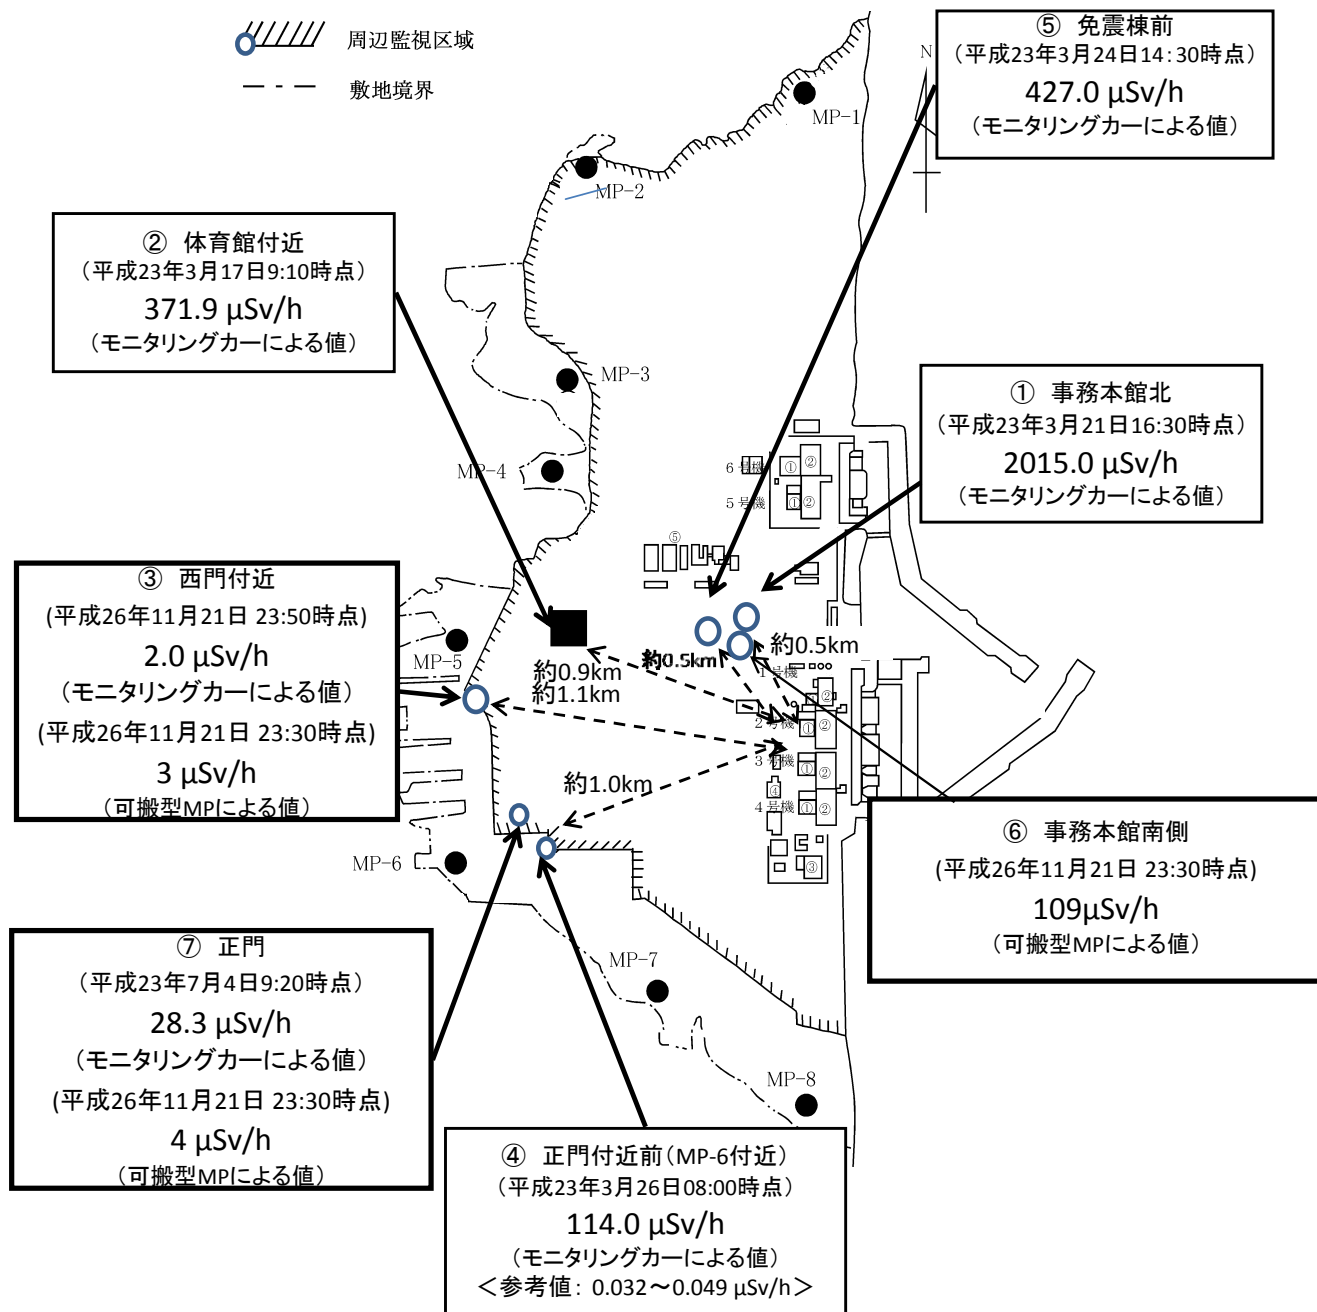 周辺監視区域
敷地境界
⑤ 免震棟前
（平成23年3月24日14:30時点）
427.0 μSv/h
（モニタリングカーによる値）
N
MP-1
MP-2
② 体育館付近
（平成23年3月17日9:10時点）
371.9 μSv/h
（モニタリングカーによる値）
MP-3
① 事務本館北
（平成23年3月21日16:30時点）
2015.0 μSv/h
（モニタリングカーによる値）
MP-4
6号機
① ②
5号機
① ②
⑤
③ 西門付近
(平成26年11月21日 23:50時点)
2.0 μSv/h
（モニタリングカーによる値）
(平成26年11月21日 23:30時点)
3 μSv/h
（可搬型MPによる値）
MP-5
約0.9km
約1.1km
約0.5km
約0.5km
1号機
②
2号機
① ②
3号機
① ②
④
4号機
① ②
③
約1.0km
MP-6
⑥ 事務本館南側
(平成26年11月21日 23:30時点)
109μSv/h
（可搬型MPによる値）
⑦ 正門
（平成23年7月4日9:20時点）
28.3 μSv/h
（モニタリングカーによる値）
(平成26年11月21日 23:30時点)
4 μSv/h
（可搬型MPによる値）
MP-7
MP-8
④ 正門付近前（MP-6付近）
（平成23年3月26日08:00時点）
114.0 μSv/h
（モニタリングカーによる値）
＜参考値： 0.032～0.049 μSv/h＞